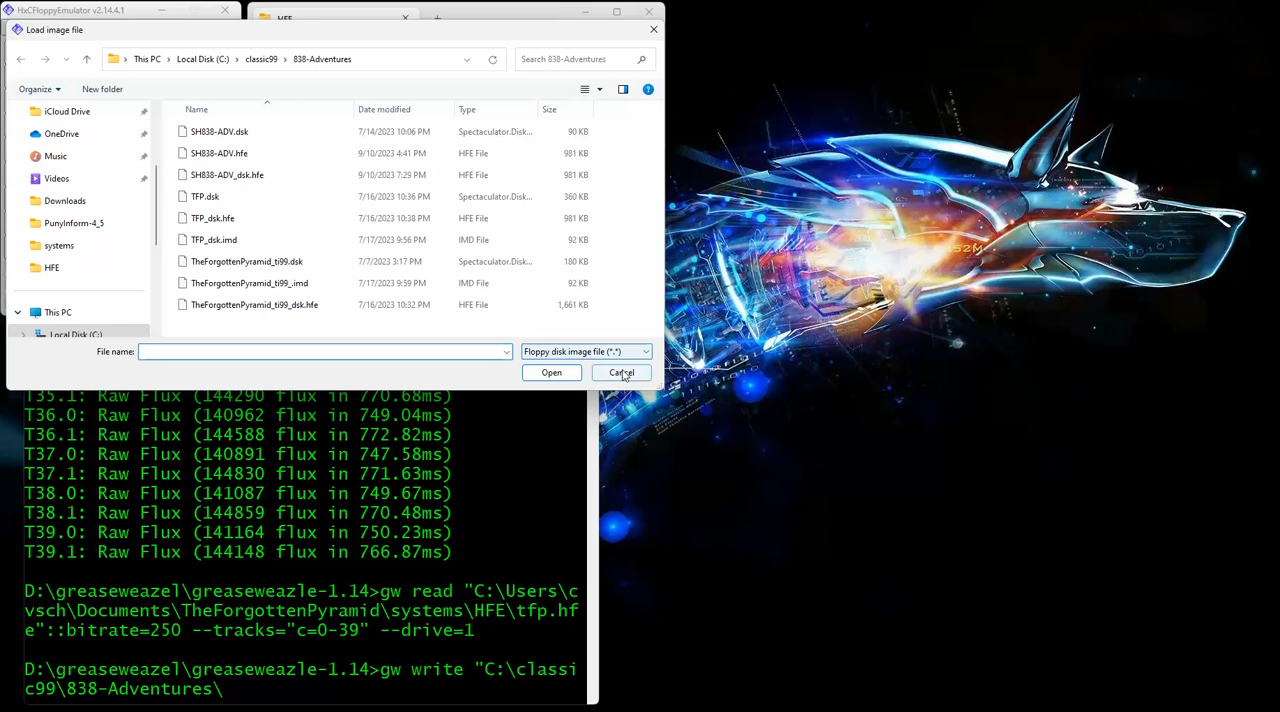 HxCFloppyEmulator v2.14.4.1
HFE
Load image file
This PC > Local Disk (C:) > classic99 > 838-Adventures
Search 838-Adventures
Organize
New folder
Name Date modified Type Size
iCloud Drive
OneDrive
Music
Videos
Downloads
PunyInform-4_5
systems
HFE
This PC
Local Disk (C:)
SH838-ADV.dsk 7/14/2023 10:06 PM Spectaculator.Disk... 90 KB
SH838-ADV.hfe 9/10/2023 4:41 PM HFE File 981 KB
SH838-ADV_dsk.hfe 9/10/2023 7:29 PM HFE File 981 KB
TFP.dsk 7/16/2023 10:36 PM Spectaculator.Disk... 360 KB
TFP_dsk.hfe 7/16/2023 10:38 PM HFE File 981 KB
TFP_dsk.imd 7/17/2023 9:56 PM IMD File 92 KB
TheForgottenPyramid_ti99.dsk 7/7/2023 3:17 PM Spectaculator.Disk... 180 KB
TheForgottenPyramid_ti99_.imd 7/17/2023 9:59 PM IMD File 92 KB
TheForgottenPyramid_ti99_dsk.hfe 7/16/2023 10:32 PM HFE File 1,661 KB
File name:
Floppy disk image file (*.*)
Open
Cancel
T35.1: Raw Flux (144290 flux in 770.68ms)
T36.0: Raw Flux (140962 flux in 749.04ms)
T36.1: Raw Flux (144588 flux in 772.82ms)
T37.0: Raw Flux (140891 flux in 747.58ms)
T37.1: Raw Flux (144830 flux in 771.63ms)
T38.0: Raw Flux (141087 flux in 749.67ms)
T38.1: Raw Flux (144859 flux in 770.48ms)
T39.0: Raw Flux (141164 flux in 750.23ms)
T39.1: Raw Flux (144148 flux in 766.87ms)
D:\greaseweazel\greaseweazle-1.14>gw read "C:\Users\c
vsch\Documents\TheForgottenPyramid\systems\HFE\tfp.hf
e"::bitrate=250 --tracks="c=0-39" --drive=1
D:\greaseweazel\greaseweazle-1.14>gw write "C:\classi
c99\838-Adventures\